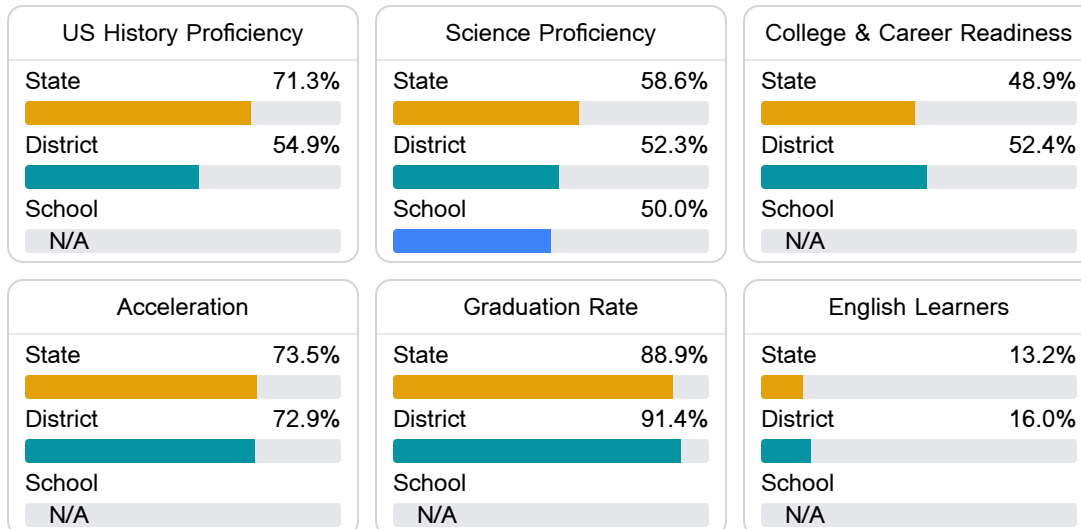 US History Proficiency
State 71.3%
District 54.9%
School
N/A
Science Proficiency
State 58.6%
District 52.3%
School 50.0%
College & Career Readiness
State 48.9%
District 52.4%
School
N/A
Acceleration
State 73.5%
District 72.9%
School
N/A
Graduation Rate
State 88.9%
District 91.4%
School
N/A
English Learners
State 13.2%
District 16.0%
School
N/A